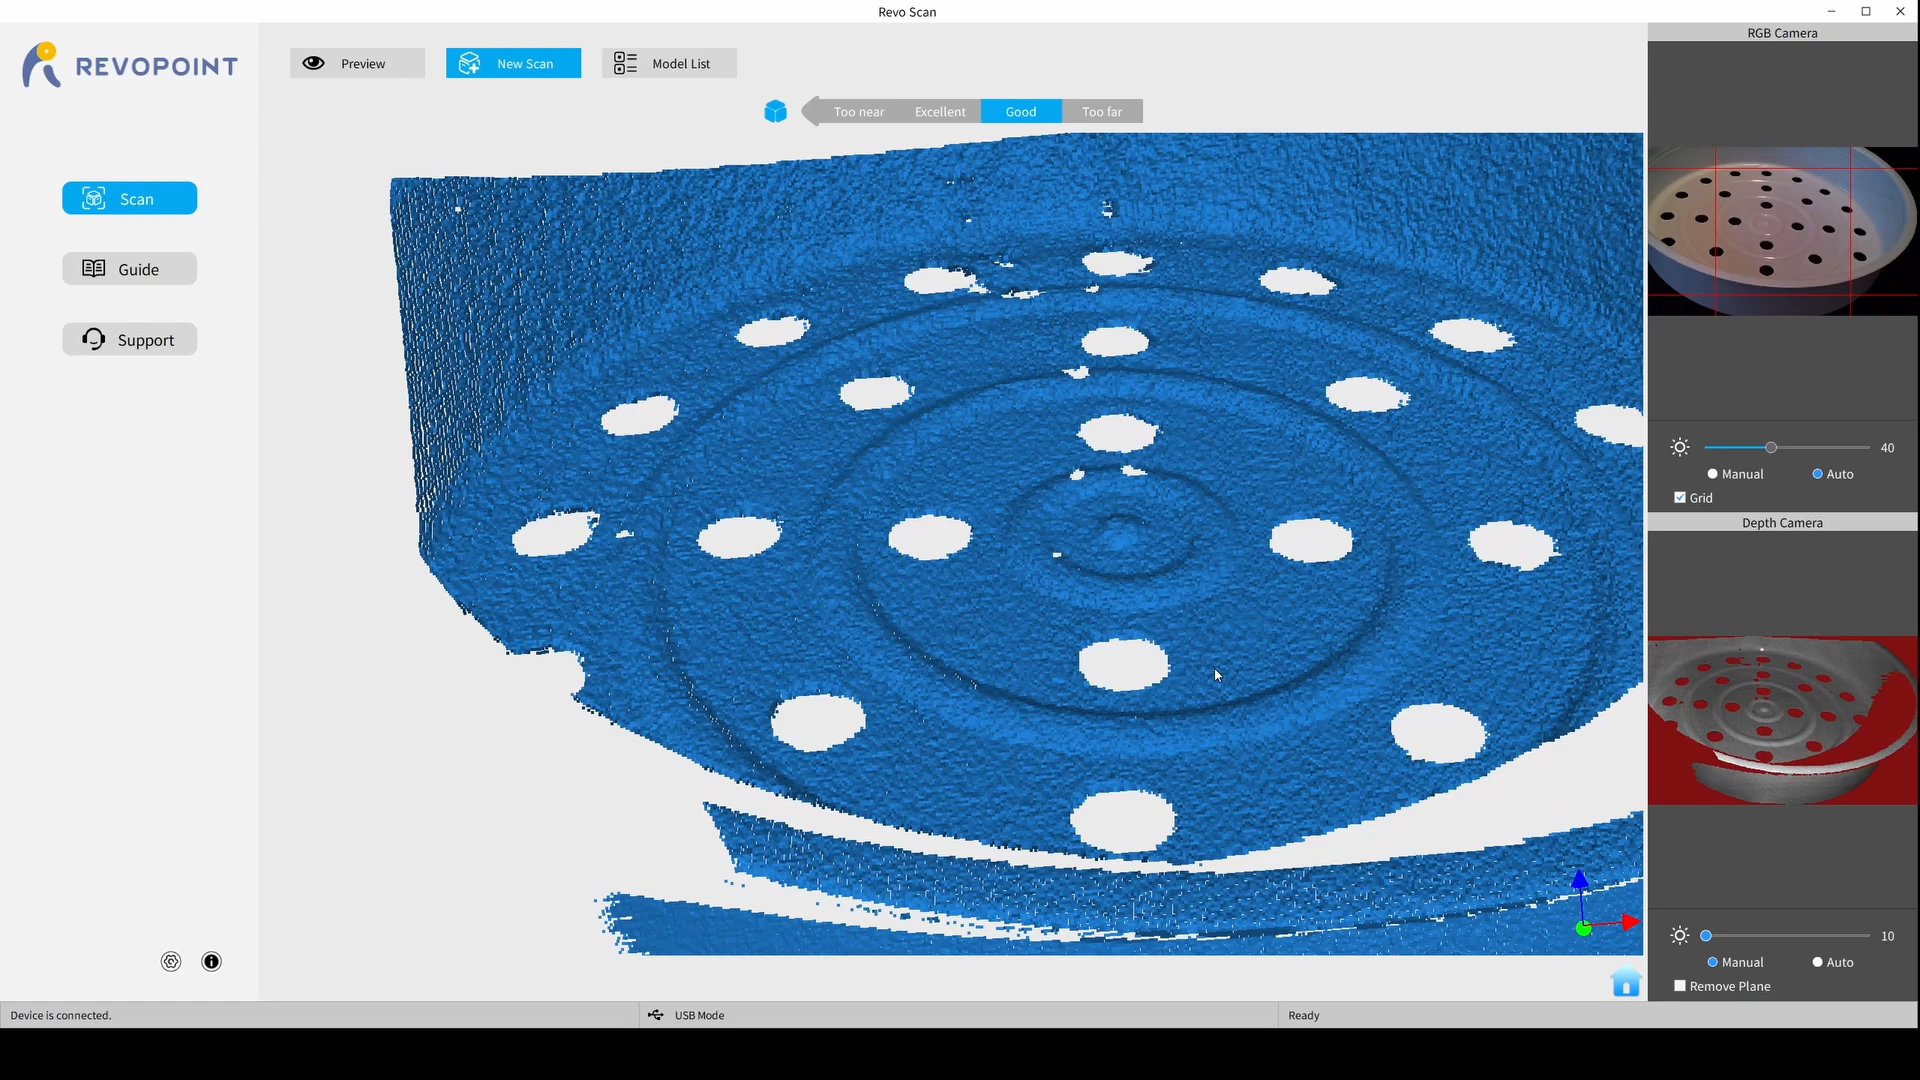 Revo Scan
REVOPOINT
Preview
New Scan
Model List
RGB Camera
Too near
Excellent
Good
Too far
Scan
Guide
Support
40
Manual
Auto
Grid
Depth Camera
10
Manual
Auto
Remove Plane
Device is connected.
USB Mode
Ready